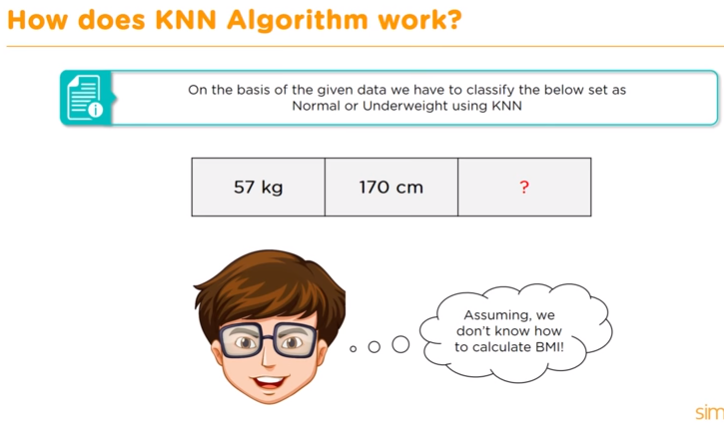 How does KNN Algorithm work?
On the basis of the given data we have to classify the below set as
Normal or Underweight using KNN
57 kg 170 cm ?
Assuming, we
don't know how
to calculate BMI!
sim